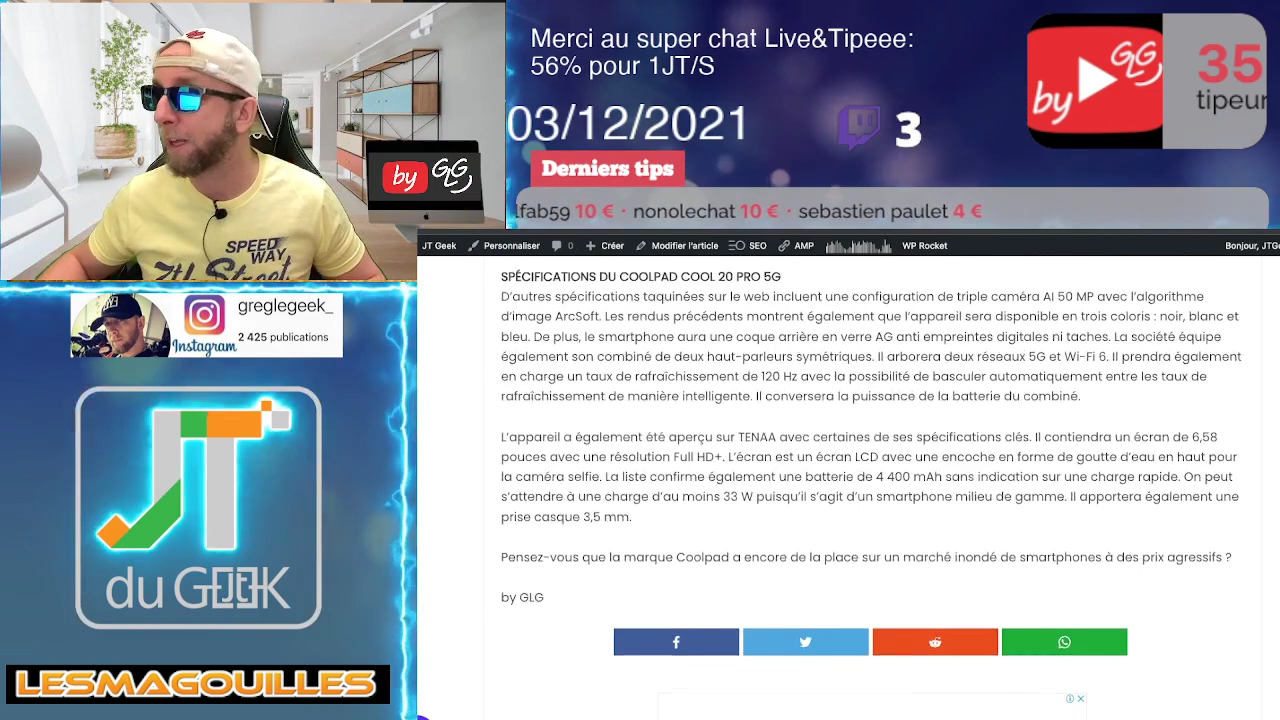 Merci au super chat Live&Tipeee:
56% pour 1JT/S
03/12/2021
3
by GLG
35
tipeur
Derniers tips
lfab59 10 € · nonolechat 10 € · sebastien paulet 4 €
by GLG
SPEED
WAY
7th Street
JT Geek Personnaliser 0 Créer Modifier l'article SEO AMP WP Rocket Bonjour, JTGe
SPÉCIFICATIONS DU COOLPAD COOL 20 PRO 5G
D'autres spécifications taquinées sur le web incluent une configuration de triple caméra AI 50 MP avec l'algorithme
d'image ArcSoft. Les rendus précédents montrent également que l'appareil sera disponible en trois coloris : noir, blanc et
bleu. De plus, le smartphone aura une coque arrière en verre AG anti empreintes digitales ni taches. La société équipe
également son combiné de deux haut-parleurs symétriques. Il arborera deux réseaux 5G et Wi-Fi 6. Il prendra également
en charge un taux de rafraîchissement de 120 Hz avec la possibilité de basculer automatiquement entre les taux de
rafraîchissement de manière intelligente. Il conversera la puissance de la batterie du combiné.
L'appareil a également été aperçu sur TENAA avec certaines de ses spécifications clés. Il contiendra un écran de 6,58
pouces avec une résolution Full HD+. L'écran est un écran LCD avec une encoche en forme de goutte d'eau en haut pour
la caméra selfie. La liste confirme également une batterie de 4 400 mAh sans indication sur une charge rapide. On peut
s'attendre à une charge d'au moins 33 W puisqu'il s'agit d'un smartphone milieu de gamme. Il apportera également une
prise casque 3,5 mm.
Pensez-vous que la marque Coolpad a encore de la place sur un marché inondé de smartphones à des prix agressifs ?
by GLG
greglegeek_
2 425 publications
Instagram
JT
du GEEK
LESMAGOUILLES